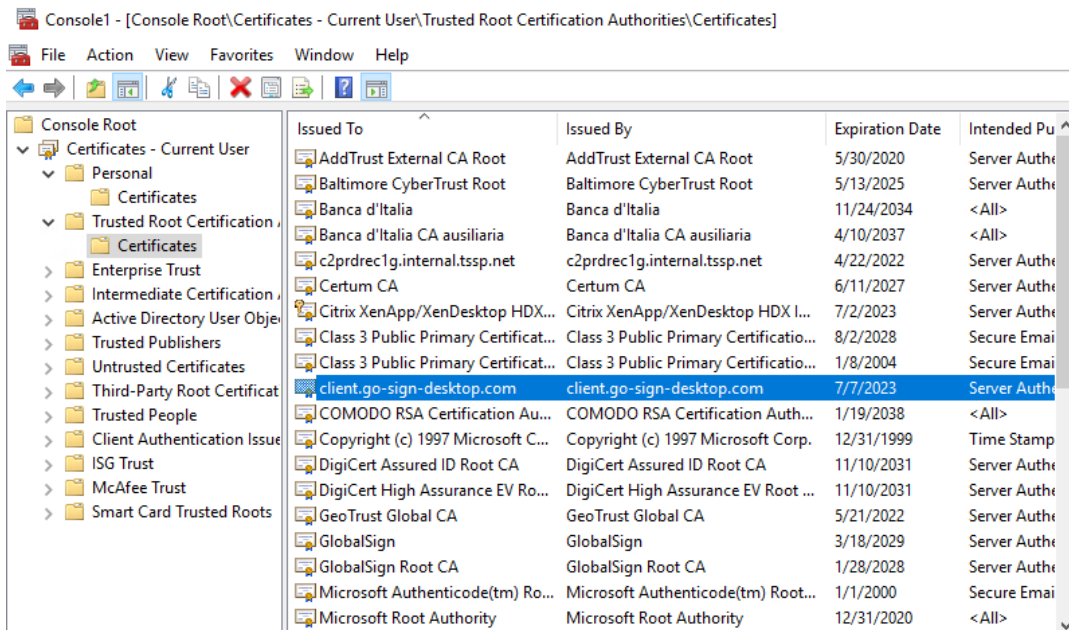 Console1 - [Console Root\Certificates - Current User\Trusted Root Certification Authorities\Certificates]
File Action View Favorites Window Help
Console Root
Certificates - Current User
Personal
Certificates
Trusted Root Certification
Certificates
Enterprise Trust
Intermediate Certification
Active Directory User Obje
Trusted Publishers
Untrusted Certificates
Third-Party Root Certificat
Trusted People
Client Authentication Issue
ISG Trust
McAfee Trust
Smart Card Trusted Roots
Issued To Issued By Expiration Date Intended Pu
AddTrust External CA Root AddTrust External CA Root 5/30/2020 Server Authe
Baltimore CyberTrust Root Baltimore CyberTrust Root 5/13/2025 Server Authe
Banca d'Italia Banca d'Italia 11/24/2034 <All>
Banca d'Italia CA ausiliaria Banca d'Italia CA ausiliaria 4/10/2037 <All>
c2prdrec1g.internal.tssp.net c2prdrec1g.internal.tssp.net 4/22/2022 Server Authe
Certum CA Certum CA 6/11/2027 Server Authe
Citrix XenApp/XenDesktop HDX... Citrix XenApp/XenDesktop HDX I... 7/2/2023 Server Authe
Class 3 Public Primary Certificat... Class 3 Public Primary Certificatio... 8/2/2028 Secure Emai
Class 3 Public Primary Certificat... Class 3 Public Primary Certificatio... 1/8/2004 Secure Emai
client.go-sign-desktop.com client.go-sign-desktop.com 7/7/2023 Server Authe
COMODO RSA Certification Au... COMODO RSA Certification Auth... 1/19/2038 <All>
Copyright (c) 1997 Microsoft C... Copyright (c) 1997 Microsoft Corp. 12/31/1999 Time Stamp
DigiCert Assured ID Root CA DigiCert Assured ID Root CA 11/10/2031 Server Authe
DigiCert High Assurance EV Ro... DigiCert High Assurance EV Root ... 11/10/2031 Server Authe
GeoTrust Global CA GeoTrust Global CA 5/21/2022 Server Authe
GlobalSign GlobalSign 3/18/2029 Server Authe
GlobalSign Root CA GlobalSign Root CA 1/28/2028 Server Authe
Microsoft Authenticode(tm) Ro... Microsoft Authenticode(tm) Root... 1/1/2000 Secure Emai
Microsoft Root Authority Microsoft Root Authority 12/31/2020 <All>